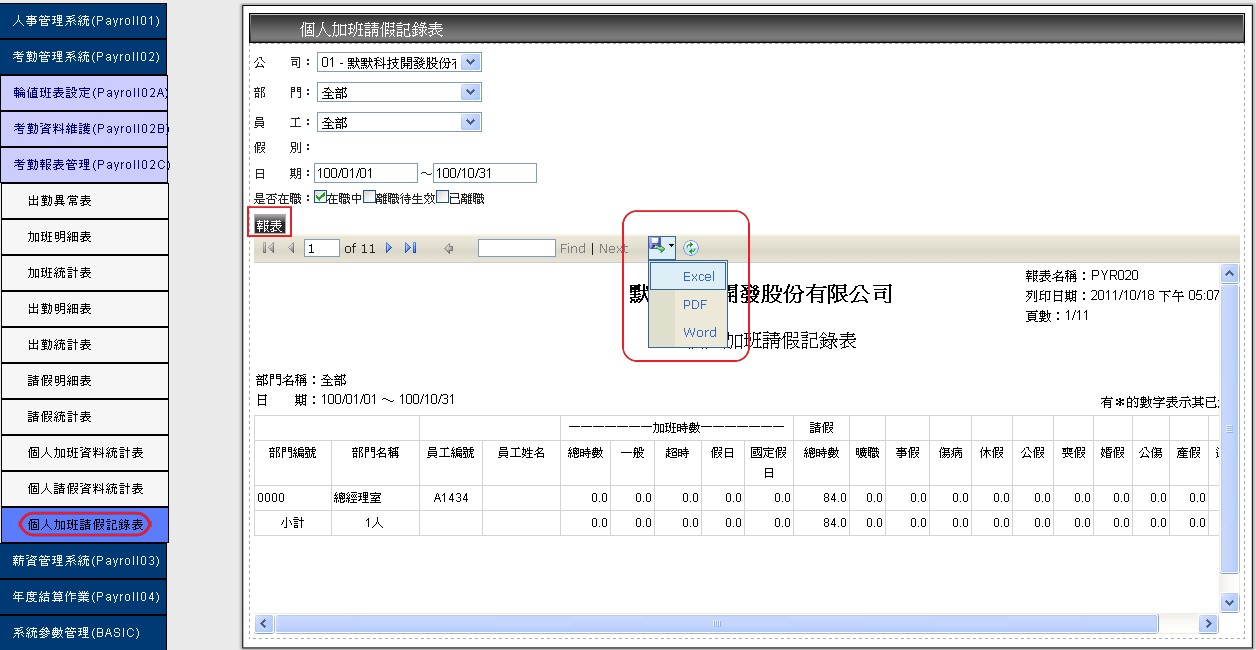 人事管理系統(Payroll01)
考勤管理系統(Payroll02)
輪值班表設定(Payroll02A)
考勤資料維護(Payroll02B)
考勤報表管理(Payroll02C)
出勤異常表
加班明細表
加班統計表
出勤明細表
出勤統計表
請假明細表
請假統計表
個人加班資料統計表
個人請假資料統計表
個人加班請假記錄表
薪資管理系統(Payroll03)
年度結算作業(Payroll04)
系統參數管理(BASIC)
個人加班請假記錄表
公 司： 01 - 默默科技開發股份
部 門： 全部
員 工： 全部
假 別：
日 期： 100/01/01 ～ 100/10/31
是否在職： 在職中 離職待生效 已離職
報表
1 of 11 Find | Next
Excel
PDF
Word
報表名稱：PYR020
列印日期：2011/10/18 下午 05:07
頁數：1/11
默 開發股份有限公司
加班請假記錄表
部門名稱：全部
日 期：100/01/01 ～ 100/10/31
有＊的數字表示其已
－－－－－－－加班時數－－－－－－－ 請假
部門編號 部門名稱 員工編號 員工姓名 總時數 一般 超時 假日 國定假日 總時數 曠職 事假 傷病 休假 公假 喪假 婚假 公傷 產假
0000 總經理室 A1434 0.0 0.0 0.0 0.0 0.0 84.0 0.0 0.0 0.0 0.0 0.0 0.0 0.0 0.0 0.0
小計 1人 0.0 0.0 0.0 0.0 0.0 84.0 0.0 0.0 0.0 0.0 0.0 0.0 0.0 0.0 0.0